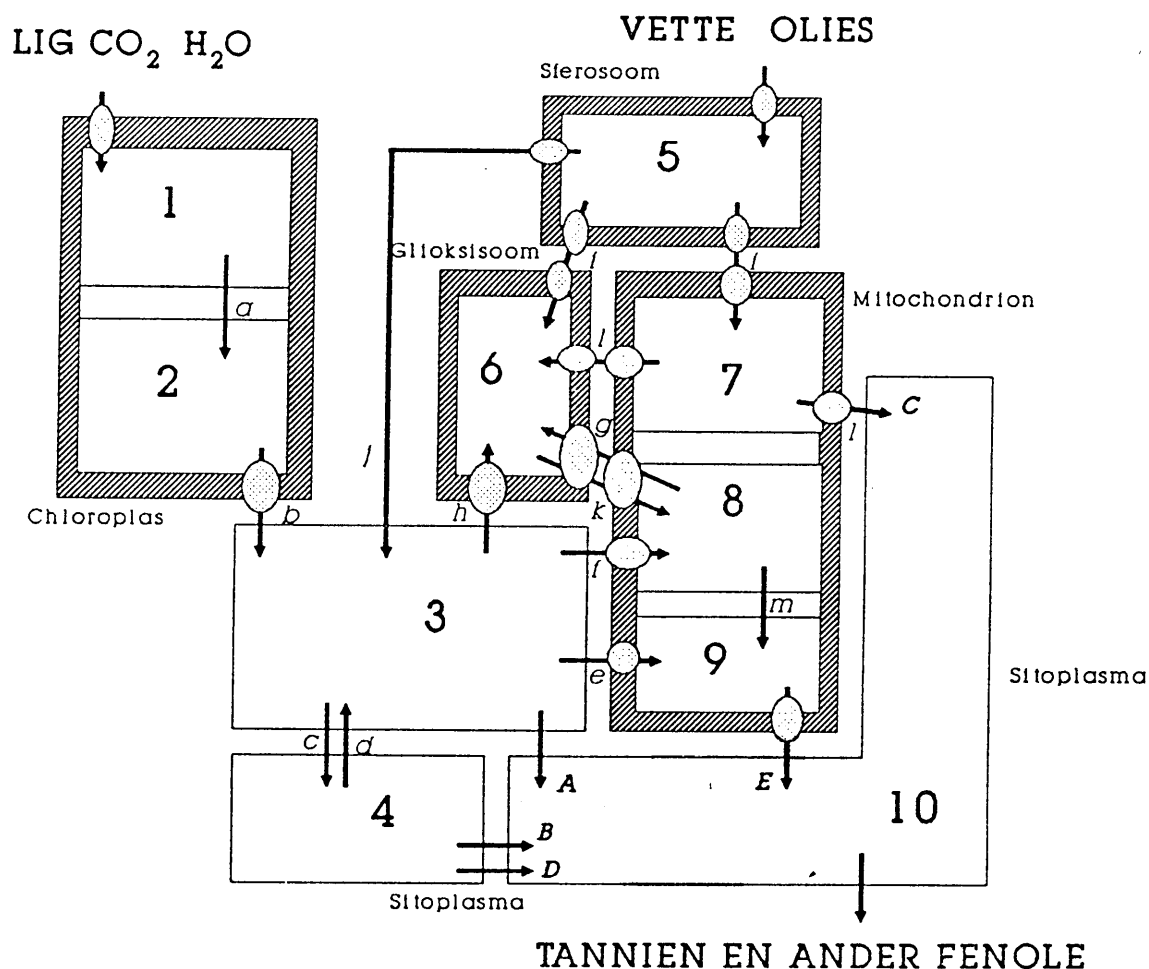 VETTE OLIES
LIG CO₂ H₂O
Sferosoom
5
1
Glioksisoom
l
l
Mitochondrion
a
l
6
7
2
C
l
g
j
8
k
h
b
Chloroplas
f
3
m
9
e
Sitoplasma
c
d
A
E
4
10
B
D
Sitoplasma
TANNIEN EN ANDER FENOLE